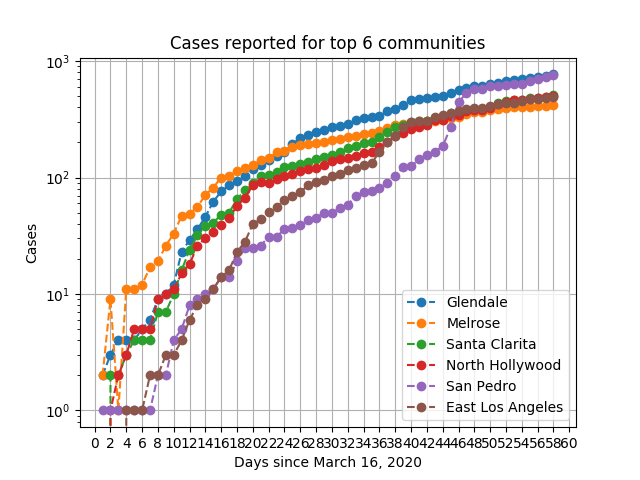 Cases reported for top 6 communities
10³
10²
10¹
10⁰
Cases
Glendale
Melrose
Santa Clarita
North Hollywood
San Pedro
East Los Angeles
0 2 4 6 8 10 12 14 16 18 20 22 24 26 28 30 32 34 36 38 40 42 44 46 48 50 52 54 56 58 60
Days since March 16, 2020